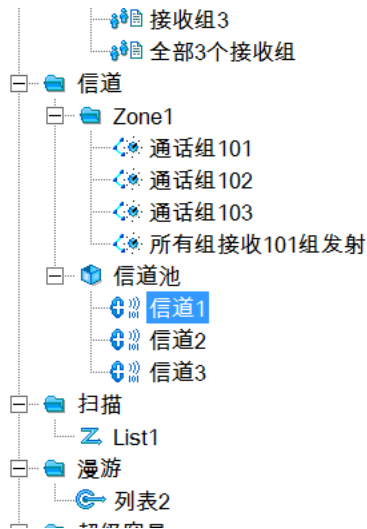 接收组3
全部3个接收组
信道
Zone1
通话组101
通话组102
通话组103
所有组接收101组发射
信道池
信道1
信道2
信道3
扫描
List1
漫游
列表2